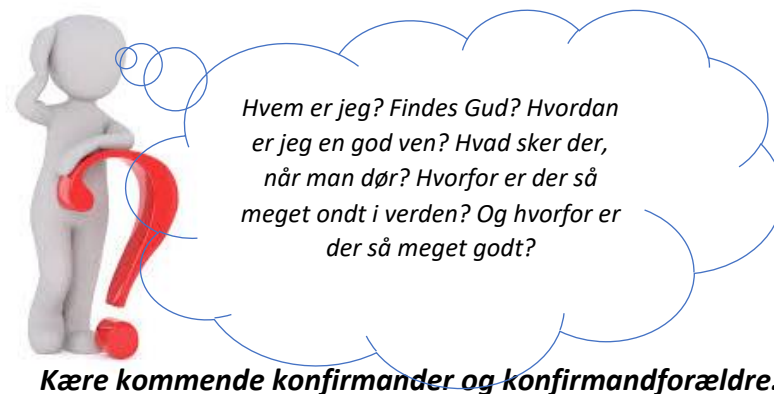 Hvem er jeg? Findes Gud? Hvordan
er jeg en god ven? Hvad sker der,
når man dør? Hvorfor er der så
meget ondt i verden? Og hvorfor er
der så meget godt?
Kære kommende konfirmander og konfirmandforældre.